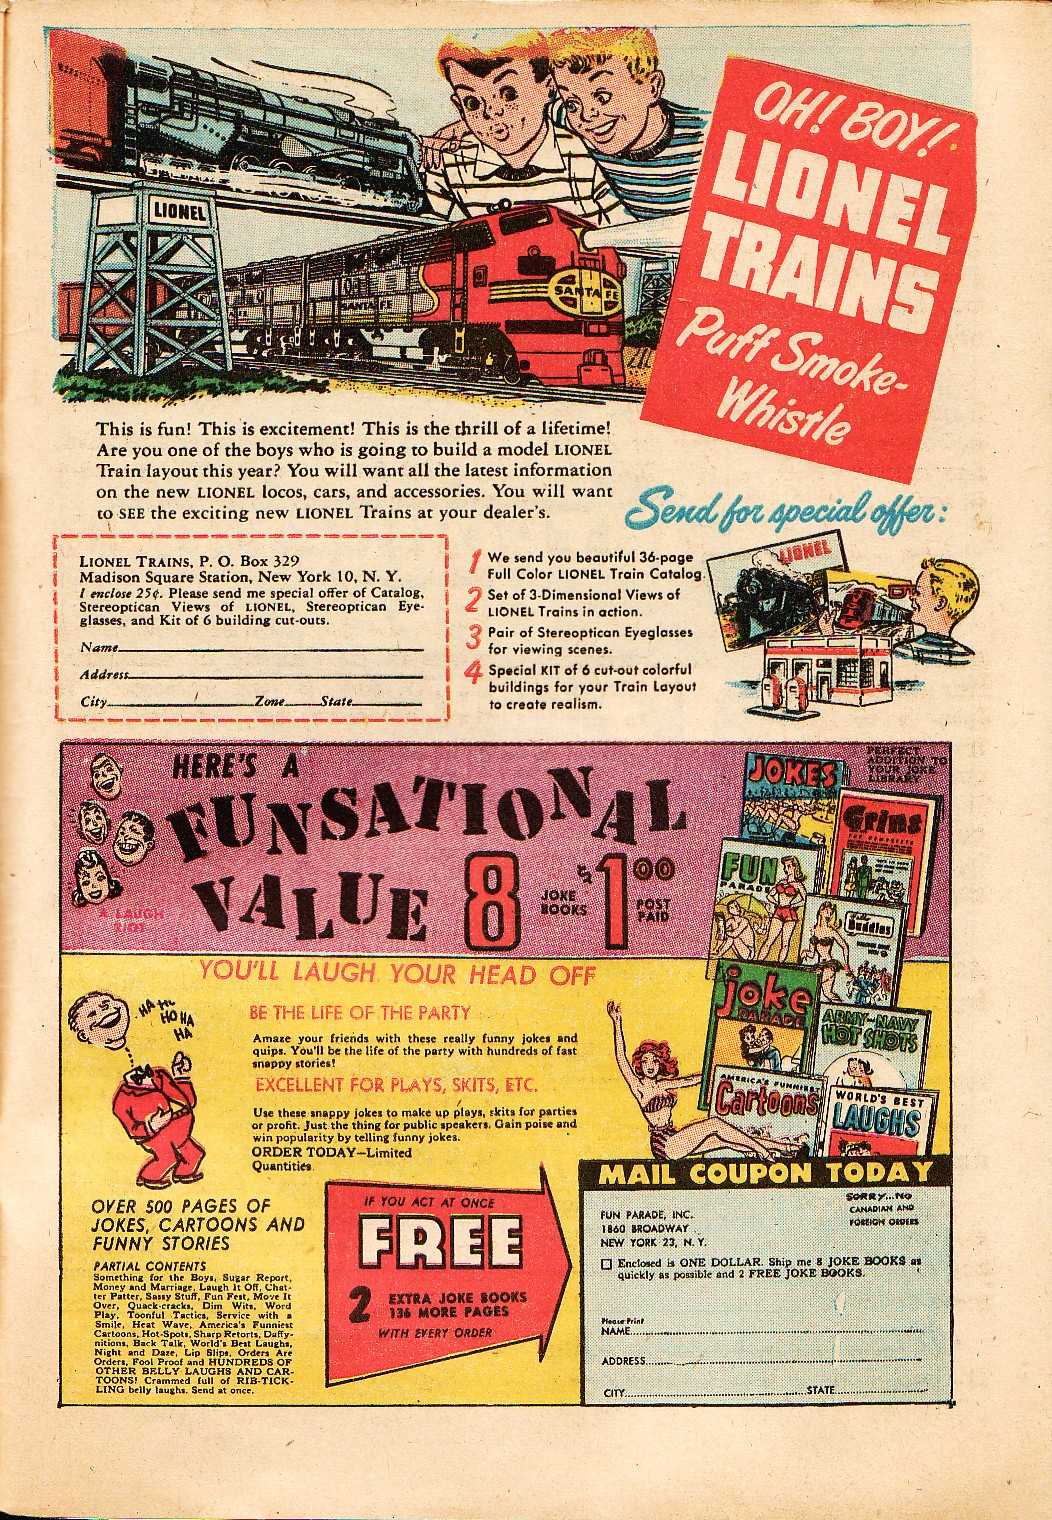 OH! BOY!
LIONEL
TRAINS
Puff Smoke-
Whistle
LIONEL
SANTA FE
SANTA FE
This is fun! This is excitement! This is the thrill of a lifetime!
Are you one of the boys who is going to build a model LIONEL
Train layout this year? You will want all the latest information
on the new LIONEL locos, cars, and accessories. You will want
to SEE the exciting new LIONEL Trains at your dealer's.
Send for special offer:
LIONEL TRAINS, P. O. Box 329
Madison Square Station, New York 10, N. Y.
I enclose 25¢. Please send me special offer of Catalog,
Stereoptican Views of LIONEL, Stereoptican Eye-
glasses, and Kit of 6 building cut-outs.
Name
Address
City Zone State
1 We send you beautiful 36-page
Full Color LIONEL Train Catalog.
2 Set of 3-Dimensional Views of
LIONEL Trains in action.
3 Pair of Stereoptican Eyeglasses
for viewing scenes.
4 Special KIT of 6 cut-out colorful
buildings for your Train Layout
to create realism.
LIONEL
HERE'S A
FUNSATIONAL
VALUE 8 JOKE BOOKS $1.00 POST PAID
A LAUGH
RIOT
PERFECT
ADDITION TO
YOUR JOKE
LIBRARY
JOKES
Grins
FUN
PARADE
Buddies
joke
PARADE
ARMY-NAVY
HOT SHOTS
AMERICA'S FUNNIEST
Cartoons
WORLD'S BEST
LAUGHS
YOU'LL LAUGH YOUR HEAD OFF
HA HE
HO HA
HA
BE THE LIFE OF THE PARTY
Amaze your friends with these really funny jokes and
quips. You'll be the life of the party with hundreds of fast
snappy stories!
EXCELLENT FOR PLAYS, SKITS, ETC.
Use these snappy jokes to make up plays, skits for parties
or profit. Just the thing for public speakers. Gain poise and
win popularity by telling funny jokes.
ORDER TODAY—Limited
Quantities
OVER 500 PAGES OF
JOKES, CARTOONS AND
FUNNY STORIES
PARTIAL CONTENTS
Something for the Boys, Sugar Report,
Money and Marriage, Laugh It Off, Chat-
ter Patter, Sassy Stuff, Fun Fest, Move It
Over, Quack-cracks, Dim Wits, Word
Play, Toonful Tactics, Service with a
Smile, Heat Wave, America's Funniest
Cartoons, Hot-Spots, Sharp Retorts, Daffy-
nitions, Back Talk, World's Best Laughs,
Night and Daze, Lip Slips, Orders Are
Orders, Fool Proof and HUNDREDS OF
OTHER BELLY LAUGHS AND CAR-
TOONS! Crammed full of RIB-TICK-
LING belly laughs. Send at once.
IF YOU ACT AT ONCE
FREE
2 EXTRA JOKE BOOKS
136 MORE PAGES
WITH EVERY ORDER
MAIL COUPON TODAY
FUN PARADE, INC.
1860 BROADWAY
NEW YORK 23, N. Y.
SORRY...NO
CANADIAN AND
FOREIGN ORDERS
Enclosed is ONE DOLLAR. Ship me 8 JOKE BOOKS as
quickly as possible and 2 FREE JOKE BOOKS.
Please Print
NAME
ADDRESS
CITY STATE